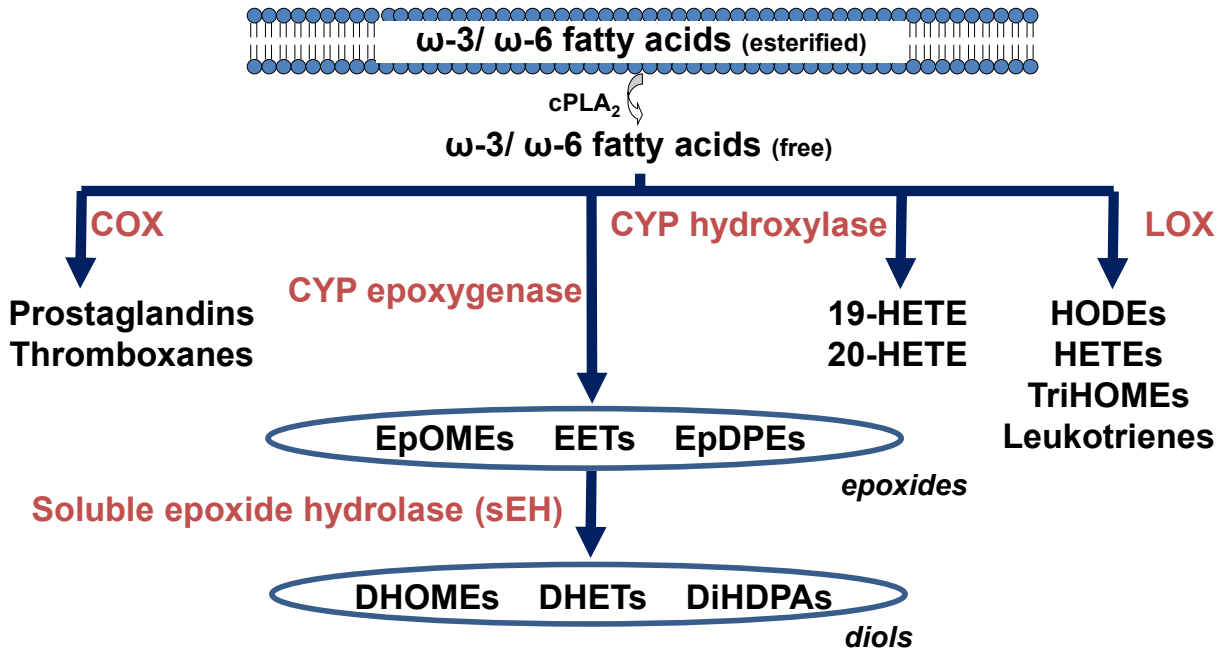 ω-3/ ω-6 fatty acids (esterified)
cPLA₂
ω-3/ ω-6 fatty acids (free)
COX
CYP hydroxylase
LOX
CYP epoxygenase
Prostaglandins
Thromboxanes
19-HETE
20-HETE
HODEs
HETEs
TriHOMEs
Leukotrienes
EpOMEs EETs EpDPEs
epoxides
Soluble epoxide hydrolase (sEH)
DHOMEs DHETs DiHDPAs
diols